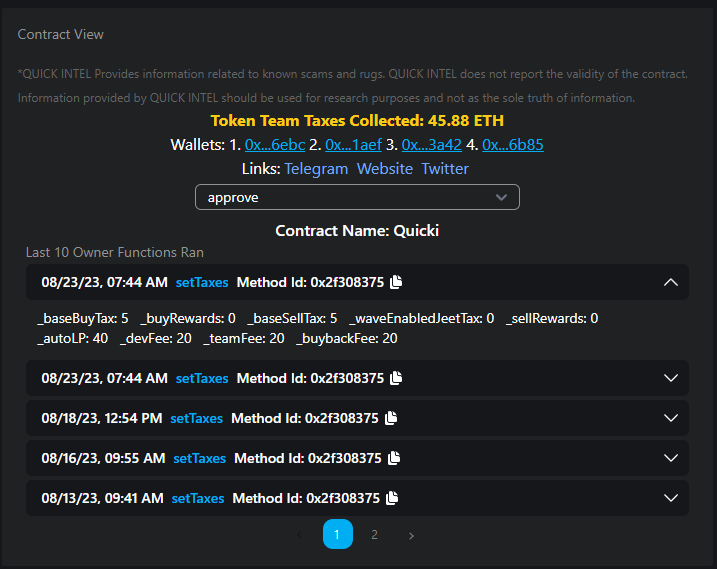 Contract View
*QUICK INTEL Provides information related to known scams and rugs. QUICK INTEL does not report the validity of the contract.
Information provided by QUICK INTEL should be used for research purposes and not as the sole truth of information.
Token Team Taxes Collected: 45.88 ETH
Wallets: 1. 0x...6ebc 2. 0x...1aef 3. 0x...3a42 4. 0x...6b85
Links: Telegram Website Twitter
approve
Contract Name: Quicki
Last 10 Owner Functions Ran
08/23/23, 07:44 AM setTaxes Method Id: 0x2f308375
_baseBuyTax: 5 _buyRewards: 0 _baseSellTax: 5 _waveEnabledJeetTax: 0 _sellRewards: 0
_autoLP: 40 _devFee: 20 _teamFee: 20 _buybackFee: 20
08/23/23, 07:44 AM setTaxes Method Id: 0x2f308375
08/18/23, 12:54 PM setTaxes Method Id: 0x2f308375
08/16/23, 09:55 AM setTaxes Method Id: 0x2f308375
08/13/23, 09:41 AM setTaxes Method Id: 0x2f308375
1 2